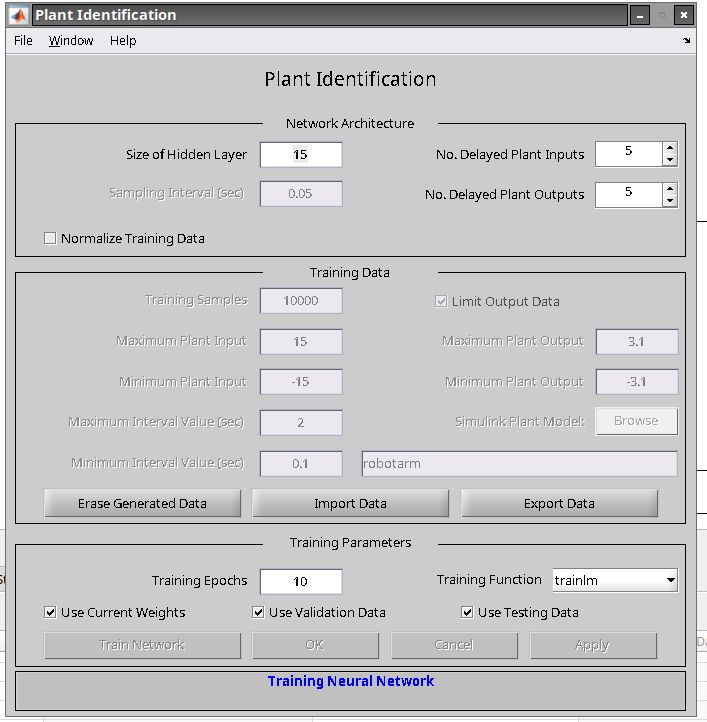 Plant Identification
File Window Help
Plant Identification
Network Architecture
Size of Hidden Layer 15 No. Delayed Plant Inputs 5
Sampling Interval (sec) 0.05 No. Delayed Plant Outputs 5
Normalize Training Data
Training Data
Training Samples 10000 Limit Output Data
Maximum Plant Input 15 Maximum Plant Output 3.1
Minimum Plant Input -15 Minimum Plant Output -3.1
Maximum Interval Value (sec) 2 Simulink Plant Model: Browse
Minimum Interval Value (sec) 0.1 robotarm
Erase Generated Data Import Data Export Data
Training Parameters
Training Epochs 10 Training Function trainlm
Use Current Weights Use Validation Data Use Testing Data
Train Network OK Cancel Apply
Training Neural Network